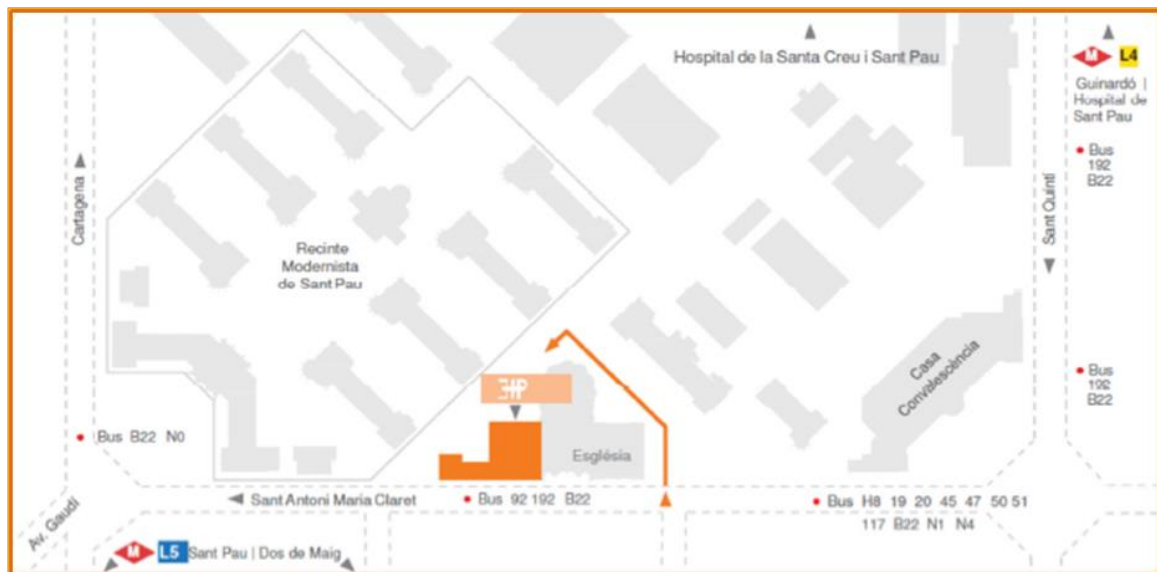 Hospital de la Santa Creu i Sant Pau
M L4
Guinardó |
Hospital de
Sant Pau
Bus
192
B22
Cartagena
Sant Quintí
Recinte
Modernista
de Sant Pau
Casa
Convalescència
Bus
192
B22
Bus B22 N0
Església
Sant Antoni Maria Claret
Bus 92 192 B22
Bus H8 19 20 45 47 50 51
117 B22 N1 N4
Av. Gaudí
M L5 Sant Pau | Dos de Maig